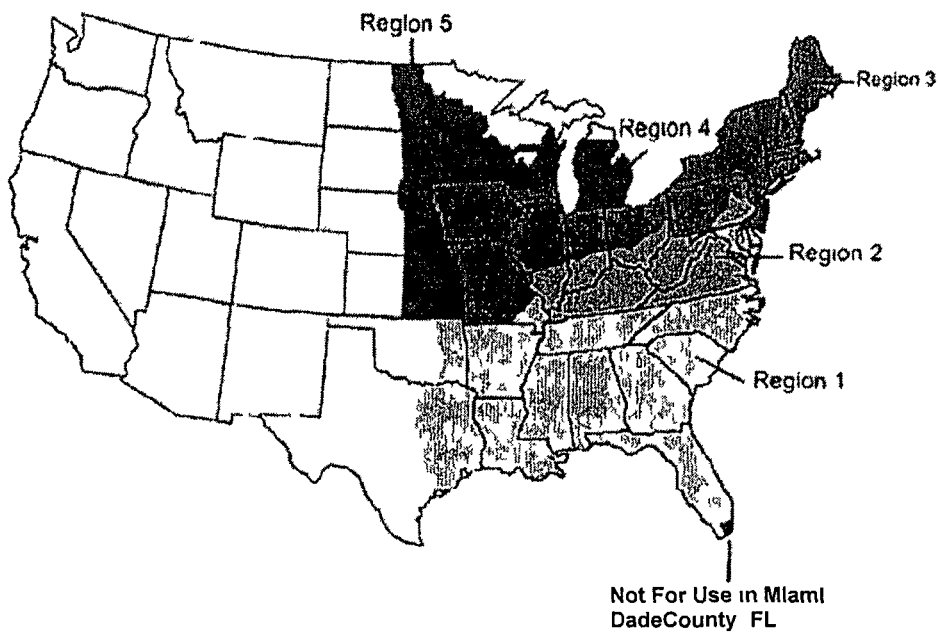 Region 5
Region 3
Region 4
Region 2
Region 1
Not For Use in Miami
DadeCounty FL